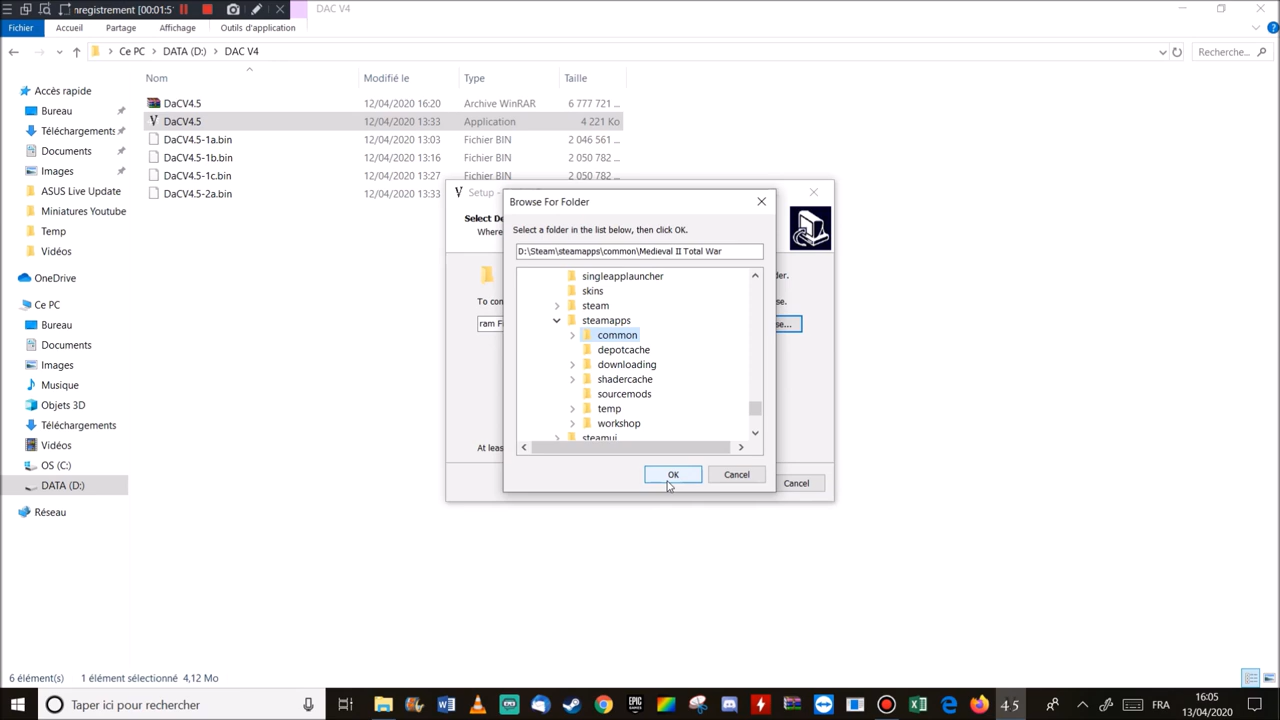 nregistrement [00:01:5
DAC V4
Fichier Accueil Partage Affichage Outils d'application
Ce PC DATA (D:) DAC V4
Recherche...
Nom Modifié le Type Taille
DaCV4.5 12/04/2020 16:20 Archive WinRAR 6 777 721 ...
DaCV4.5 12/04/2020 13:33 Application 4 221 Ko
DaCV4.5-1a.bin 12/04/2020 13:03 Fichier BIN 2 046 561 ...
DaCV4.5-1b.bin 12/04/2020 13:16 Fichier BIN 2 050 782 ...
DaCV4.5-1c.bin 12/04/2020 13:27 Fichier BIN 2 050 782 ...
DaCV4.5-2a.bin 12/04/2020 13:33 Fichier BIN
Accès rapide
Bureau
Téléchargements
Documents
Images
ASUS Live Update
Miniatures Youtube
Temp
Vidéos
OneDrive
Ce PC
Bureau
Documents
Images
Musique
Objets 3D
Téléchargements
Vidéos
OS (C:)
DATA (D:)
Réseau
Setup -
Select De
Where
der.
To con
se.
ram F
se...
At leas
Cancel
Browse For Folder
Select a folder in the list below, then click OK.
D:\Steam\steamapps\common\Medieval II Total War
singleapplauncher
skins
steam
steamapps
common
depotcache
downloading
shadercache
sourcemods
temp
workshop
steamui
OK Cancel
6 élément(s) 1 élément sélectionné 4,12 Mo
Taper ici pour rechercher
EPIC GAMES
4 5
FRA
16:05
13/04/2020